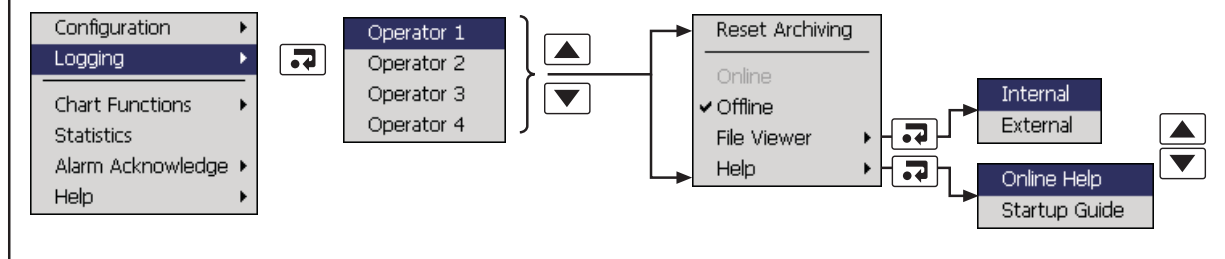 Configuration
Logging
Chart Functions
Statistics
Alarm Acknowledge
Help
Operator 1
Operator 2
Operator 3
Operator 4
Reset Archiving
Online
Offline
File Viewer
Help
Internal
External
Online Help
Startup Guide